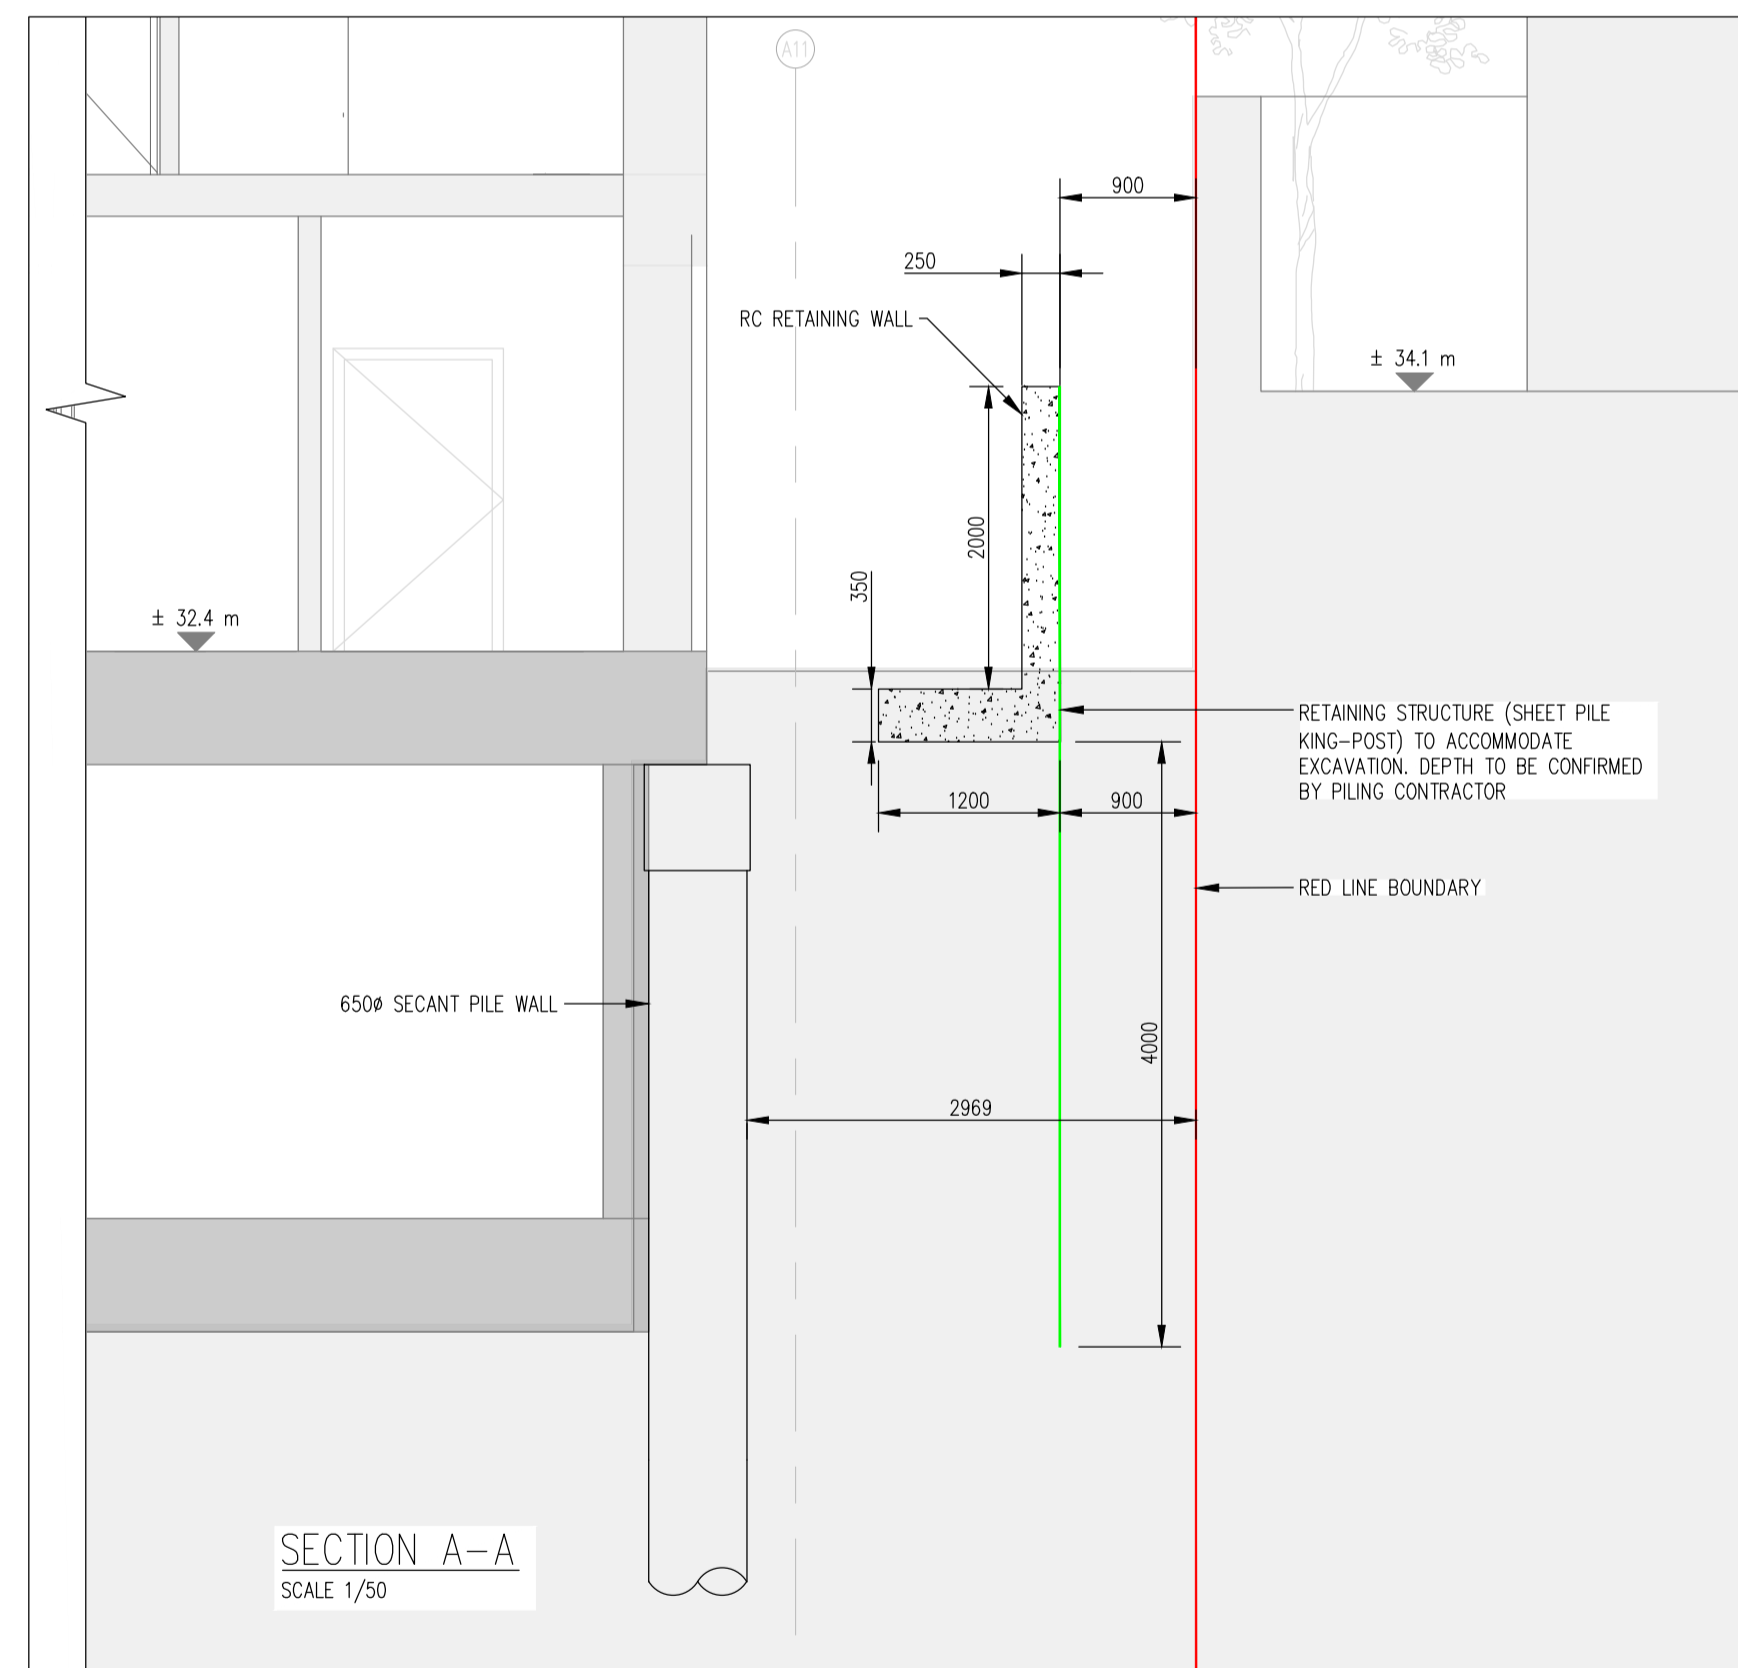 A11
900
250
RC RETAINING WALL
± 34.1 m
2000
350
± 32.4 m
RETAINING STRUCTURE (SHEET PILE
KING-POST) TO ACCOMMODATE
EXCAVATION. DEPTH TO BE CONFIRMED
BY PILING CONTRACTOR
1200
900
RED LINE BOUNDARY
650ø SECANT PILE WALL
4000
2969
SECTION A-A
SCALE 1/50